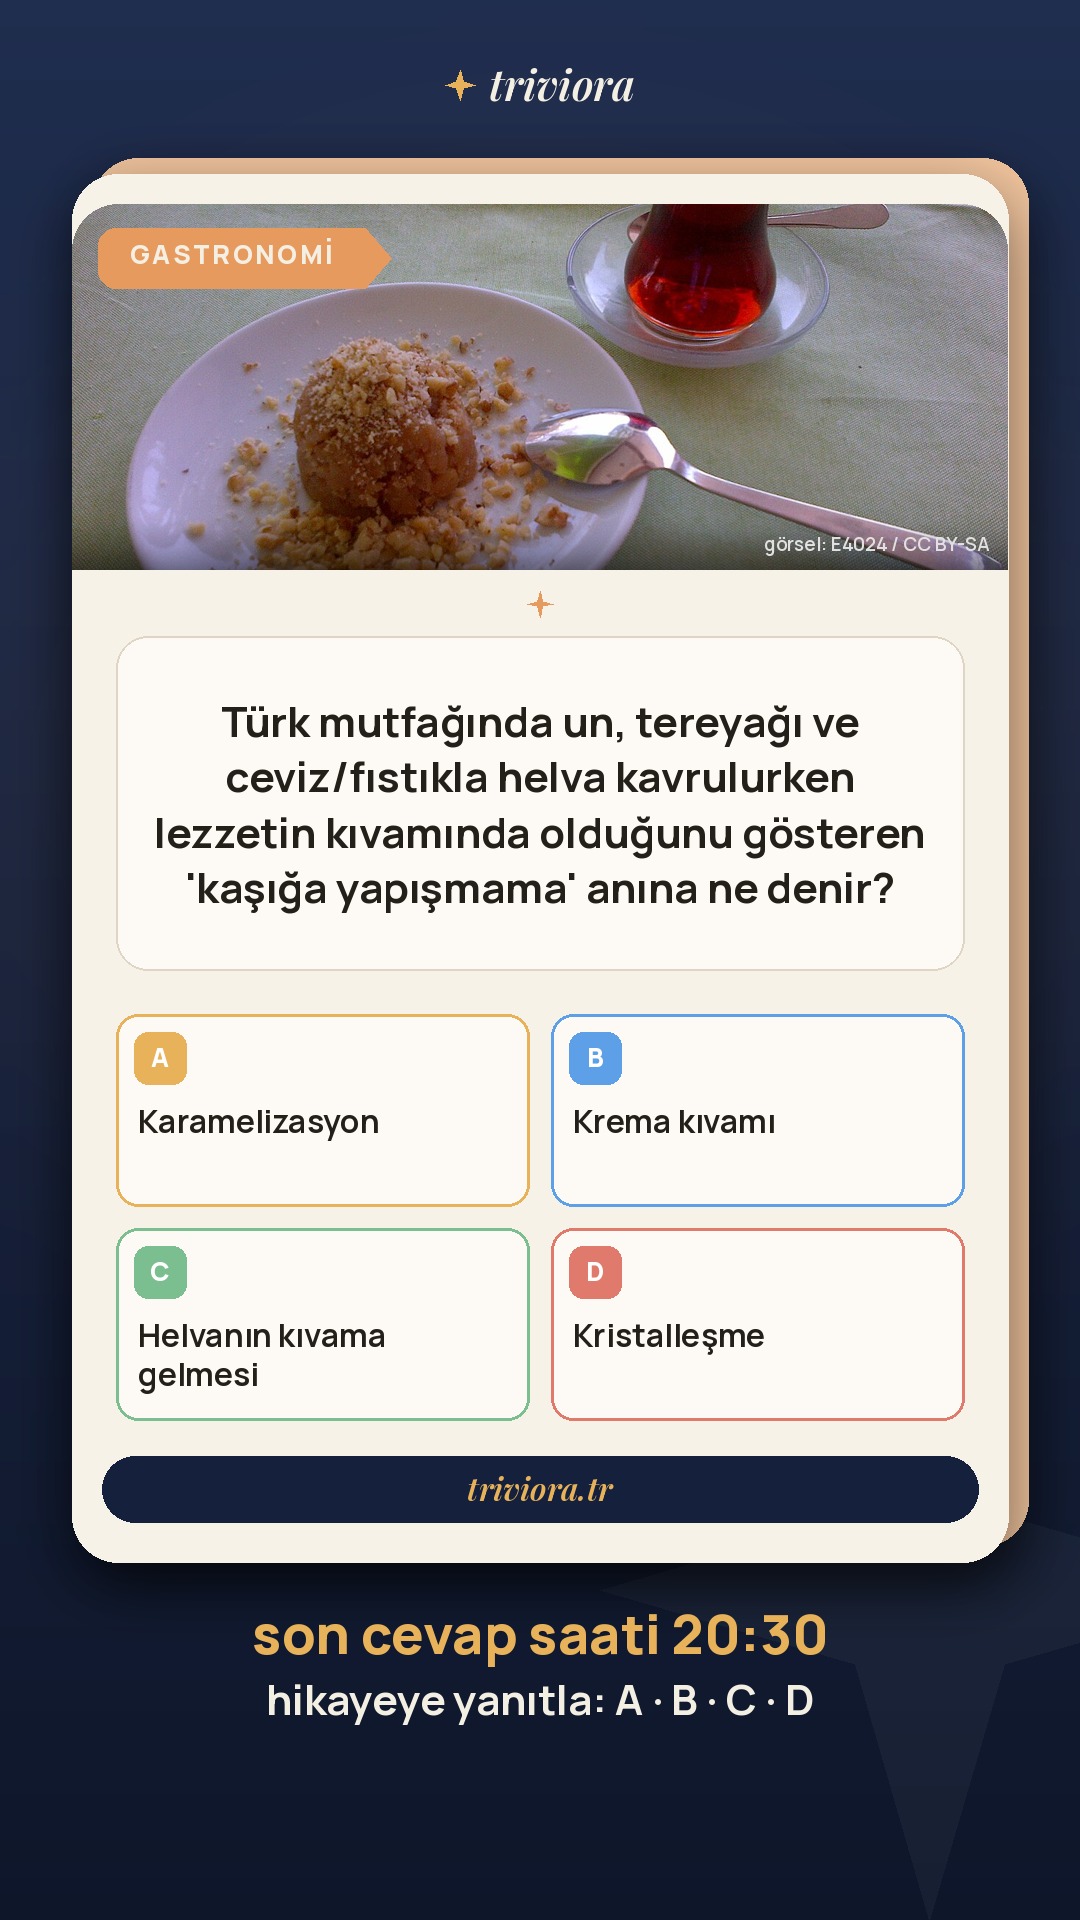 triviora
GASTRONOMİ
görsel: E4024 / CC BY-SA
Türk mutfağında un, tereyağı ve
ceviz/fıstıkla helva kavrulurken
lezzetin kıvamında olduğunu gösteren
'kaşığa yapışmama' anına ne denir?
A
Karamelizasyon
B
Krema kıvamı
C
Helvanın kıvama
gelmesi
D
Kristalleşme
triviora.tr
son cevap saati 20:30
hikayeye yanıtla: A · B · C · D